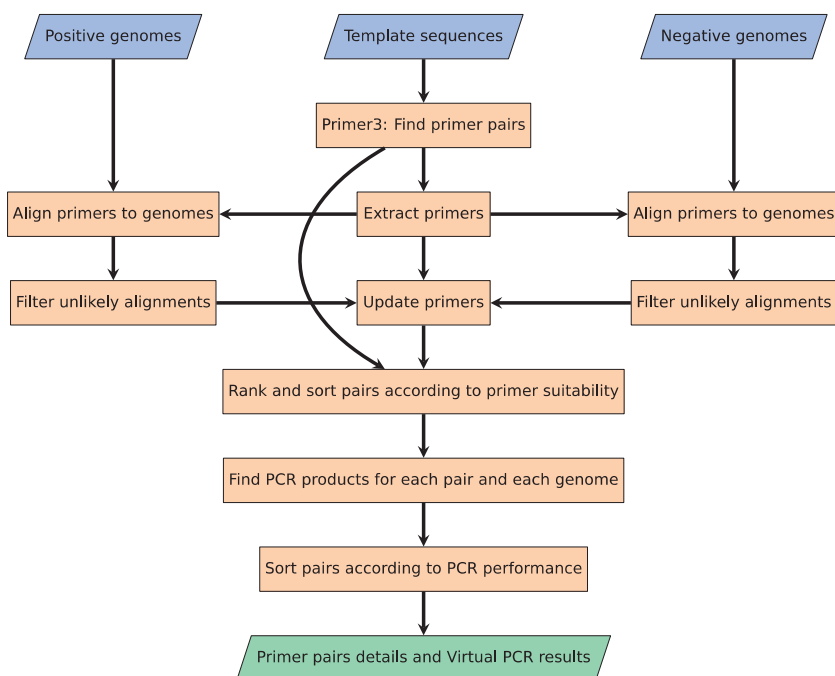 Positive genomes
Template sequences
Negative genomes
Primer3: Find primer pairs
Align primers to genomes
Extract primers
Align primers to genomes
Filter unlikely alignments
Update primers
Filter unlikely alignments
Rank and sort pairs according to primer suitability
Find PCR products for each pair and each genome
Sort pairs according to PCR performance
Primer pairs details and Virtual PCR results